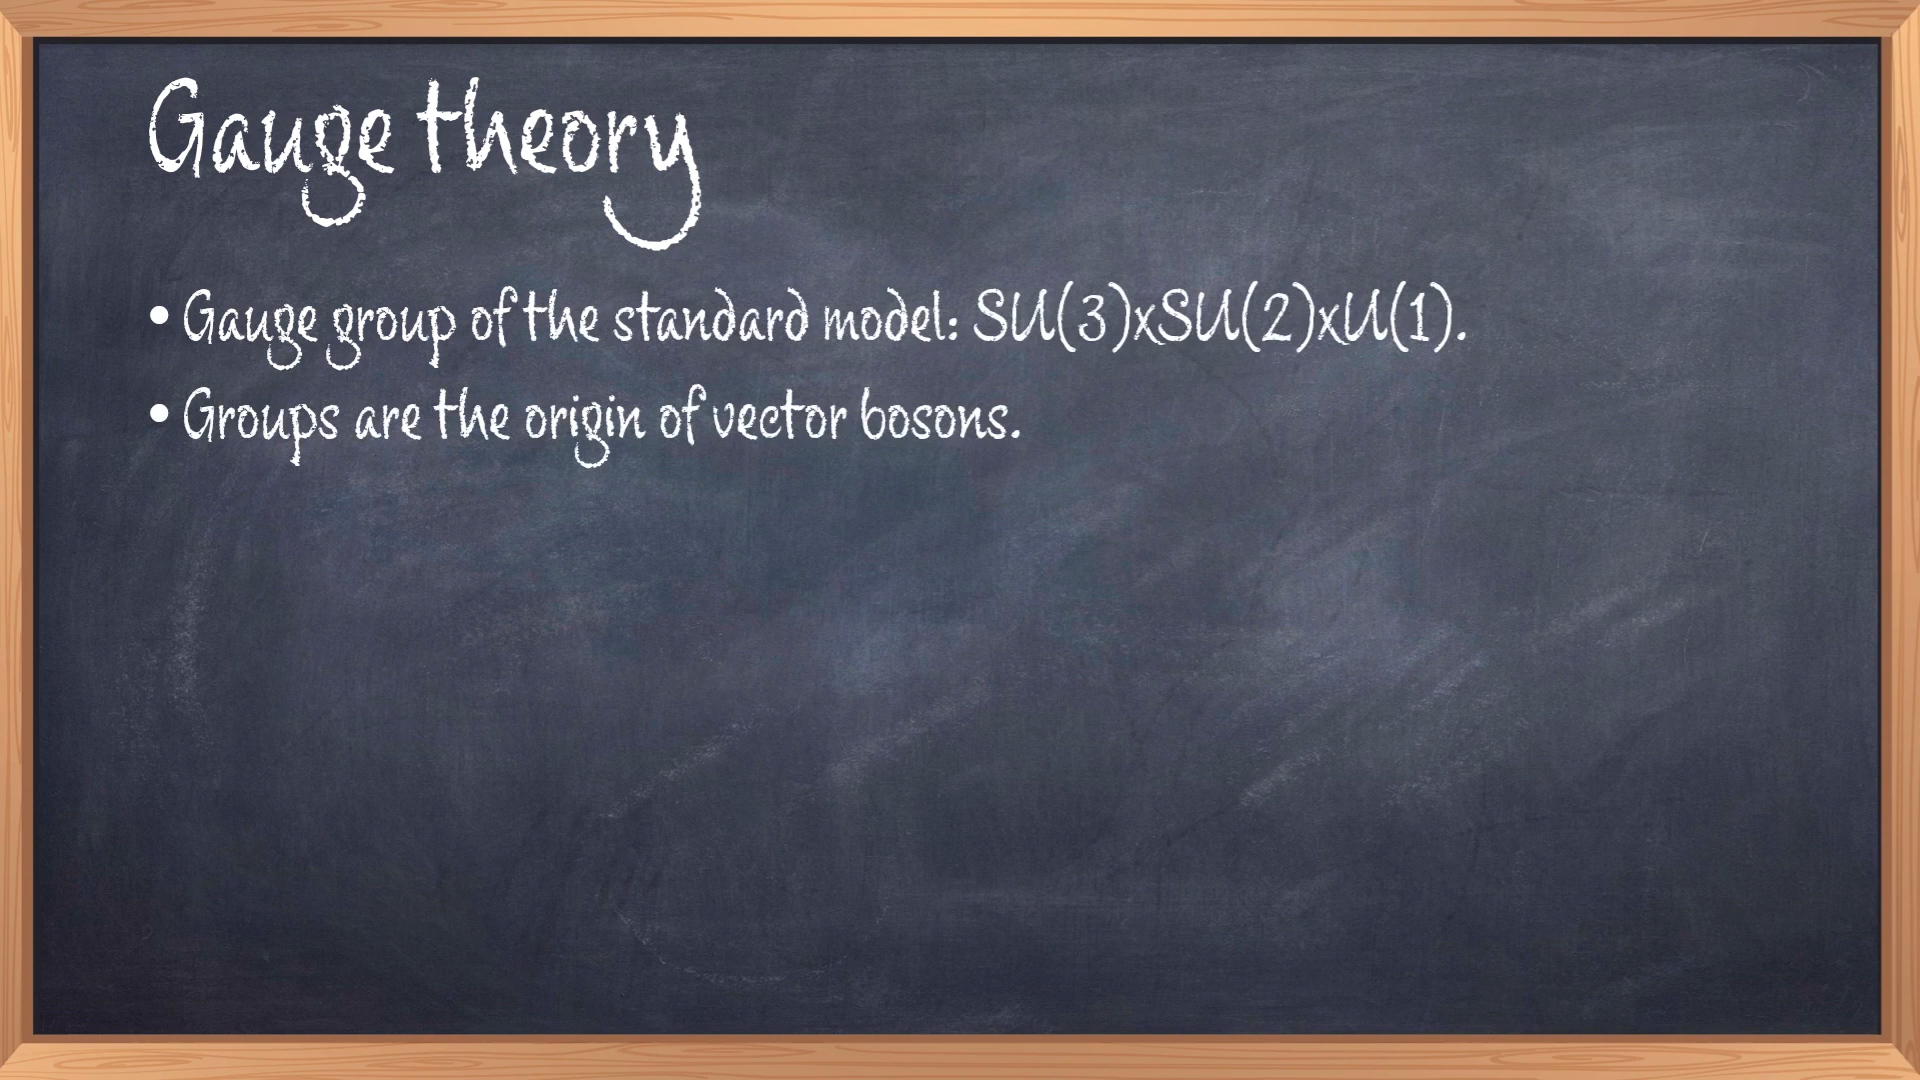 Gauge theory
• Gauge group of the standard model: SU(3)xSU(2)xU(1).
• Groups are the origin of vector bosons.